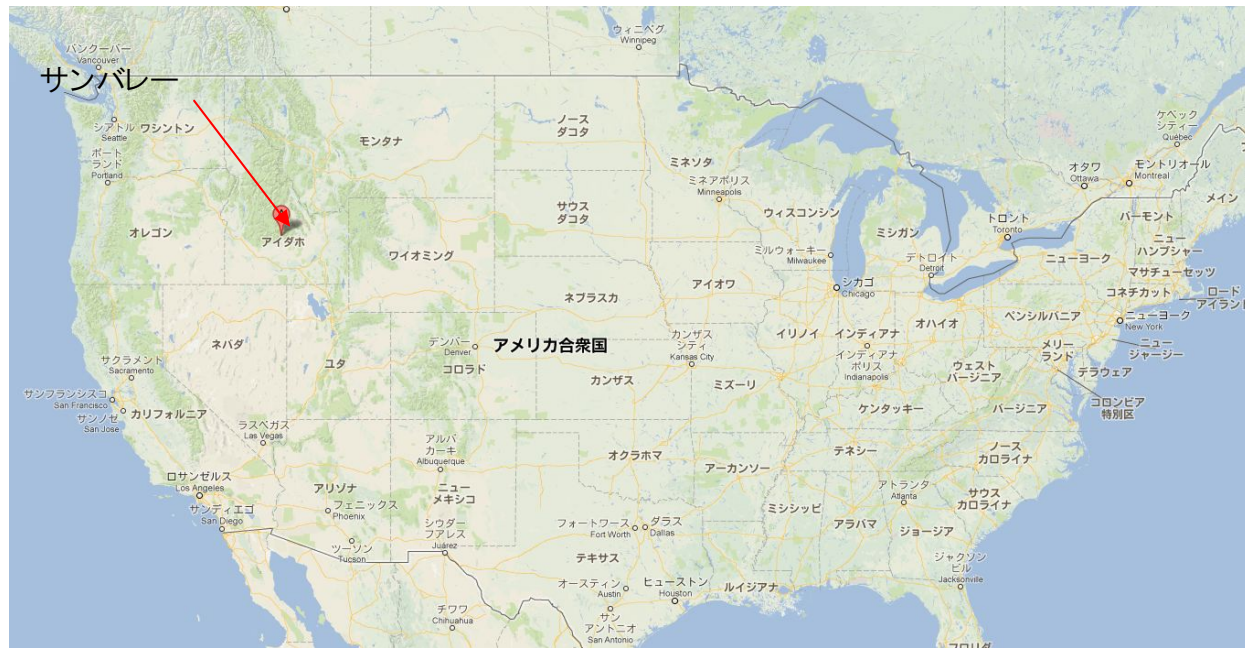 ウィニペグ
Winnipeg
バンクーバー
Vancouver
サンバレー
シアトル
Seattle
ワシントン
モンタナ
ノース
ダコタ
ミネソタ
ケベック
シティー
Québec
ポート
ランド
Portland
オタワ
Ottawa
モントリオール
Montreal
ミネアポリス
Minneapolis
メイン
オレゴン
アイダホ
サウス
ダコタ
ウィスコンシン
ミシガン
トロント
Toronto
バーモント
ニュー
ハンプシャー
ワイオミング
ミルウォーキー
Milwaukee
デトロイト
Detroit
ニューヨーク
マサチューセッツ
アイオワ
シカゴ
Chicago
コネチカット
ロード
アイランド
ネブラスカ
ペンシルバニア
ニューヨーク
New York
ネバダ
ユタ
デンバー
Denver
コロラド
アメリカ合衆国
カンザス
シティ
Kansas City
イリノイ
インディアナ
オハイオ
インディアナ
ポリス
Indianapolis
メリー
ランド
ニュー
ジャージー
サクラメント
Sacramento
カンザス
ミズーリ
ウェスト
バージニア
デラウェア
サンフランシスコ
San Francisco
サンノゼ
San Jose
カリフォルニア
ケンタッキー
バージニア
コロンビア
特別区
ラスベガス
Las Vegas
アルバ
カーキ
Albuquerque
オクラホマ
アーカンソー
テネシー
ノース
カロライナ
ロサンゼルス
Los Angeles
アリゾナ
ニュー
メキシコ
アトランタ
Atlanta
サウス
カロライナ
サンディエゴ
San Diego
フェニックス
Phoenix
ミシシッピ
アラバマ
ジョージア
シウダー
フアレス
Juárez
フォートワース
Fort Worth
ダラス
Dallas
ツーソン
Tucson
テキサス
ジャクソン
ビル
Jacksonville
オースティン
Austin
ヒューストン
Houston
ルイジアナ
チワワ
Chihuahua
サン
アントニオ
San Antonio
フロリダ